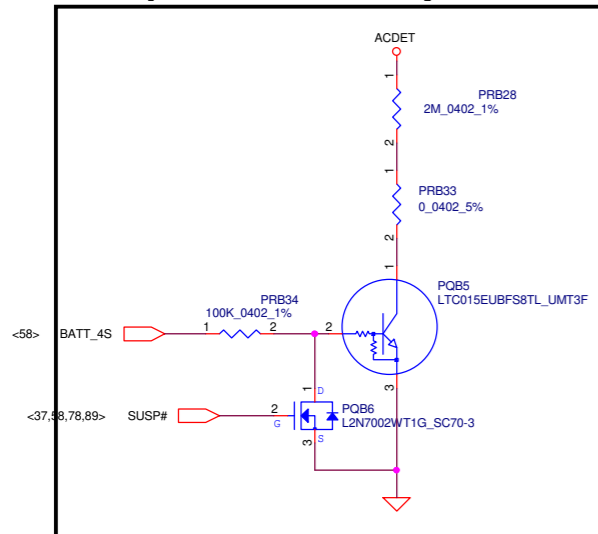 ACDET
1
PRB28
2M_0402_1%
2
1
PRB33
0_0402_5%
2
1
PQB5
LTC015EUBFS8TL_UMT3F
PRB34
100K_0402_1%
<58> BATT_4S 1 2 2
3
1 D
<37,58,78,89> SUSP# 2 G
PQB6
L2N7002WT1G_SC70-3
3 S